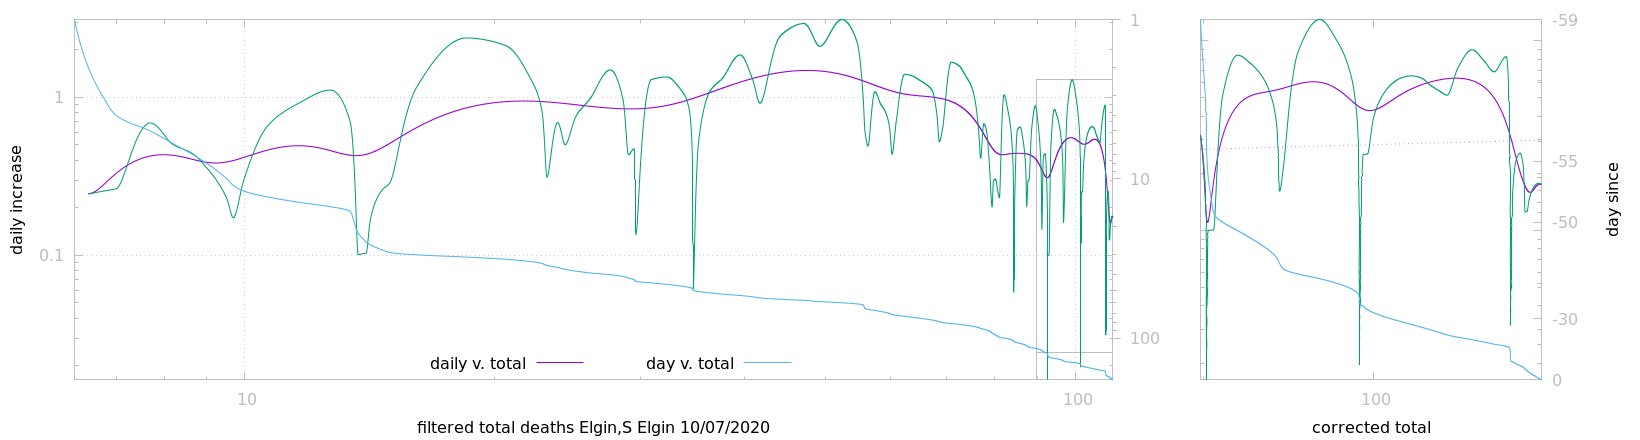 1
-59
1
daily increase
10
-55
day since
-50
0.1
-30
100
daily v. total
day v. total
0
10
100
100
filtered total deaths Elgin,S Elgin 10/07/2020
corrected total